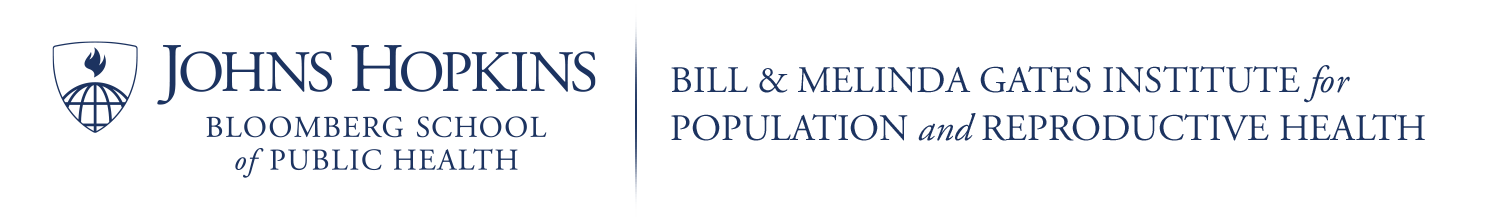 JOHNS HOPKINS
BLOOMBERG SCHOOL
of PUBLIC HEALTH
BILL & MELINDA GATES INSTITUTE for
POPULATION and REPRODUCTIVE HEALTH